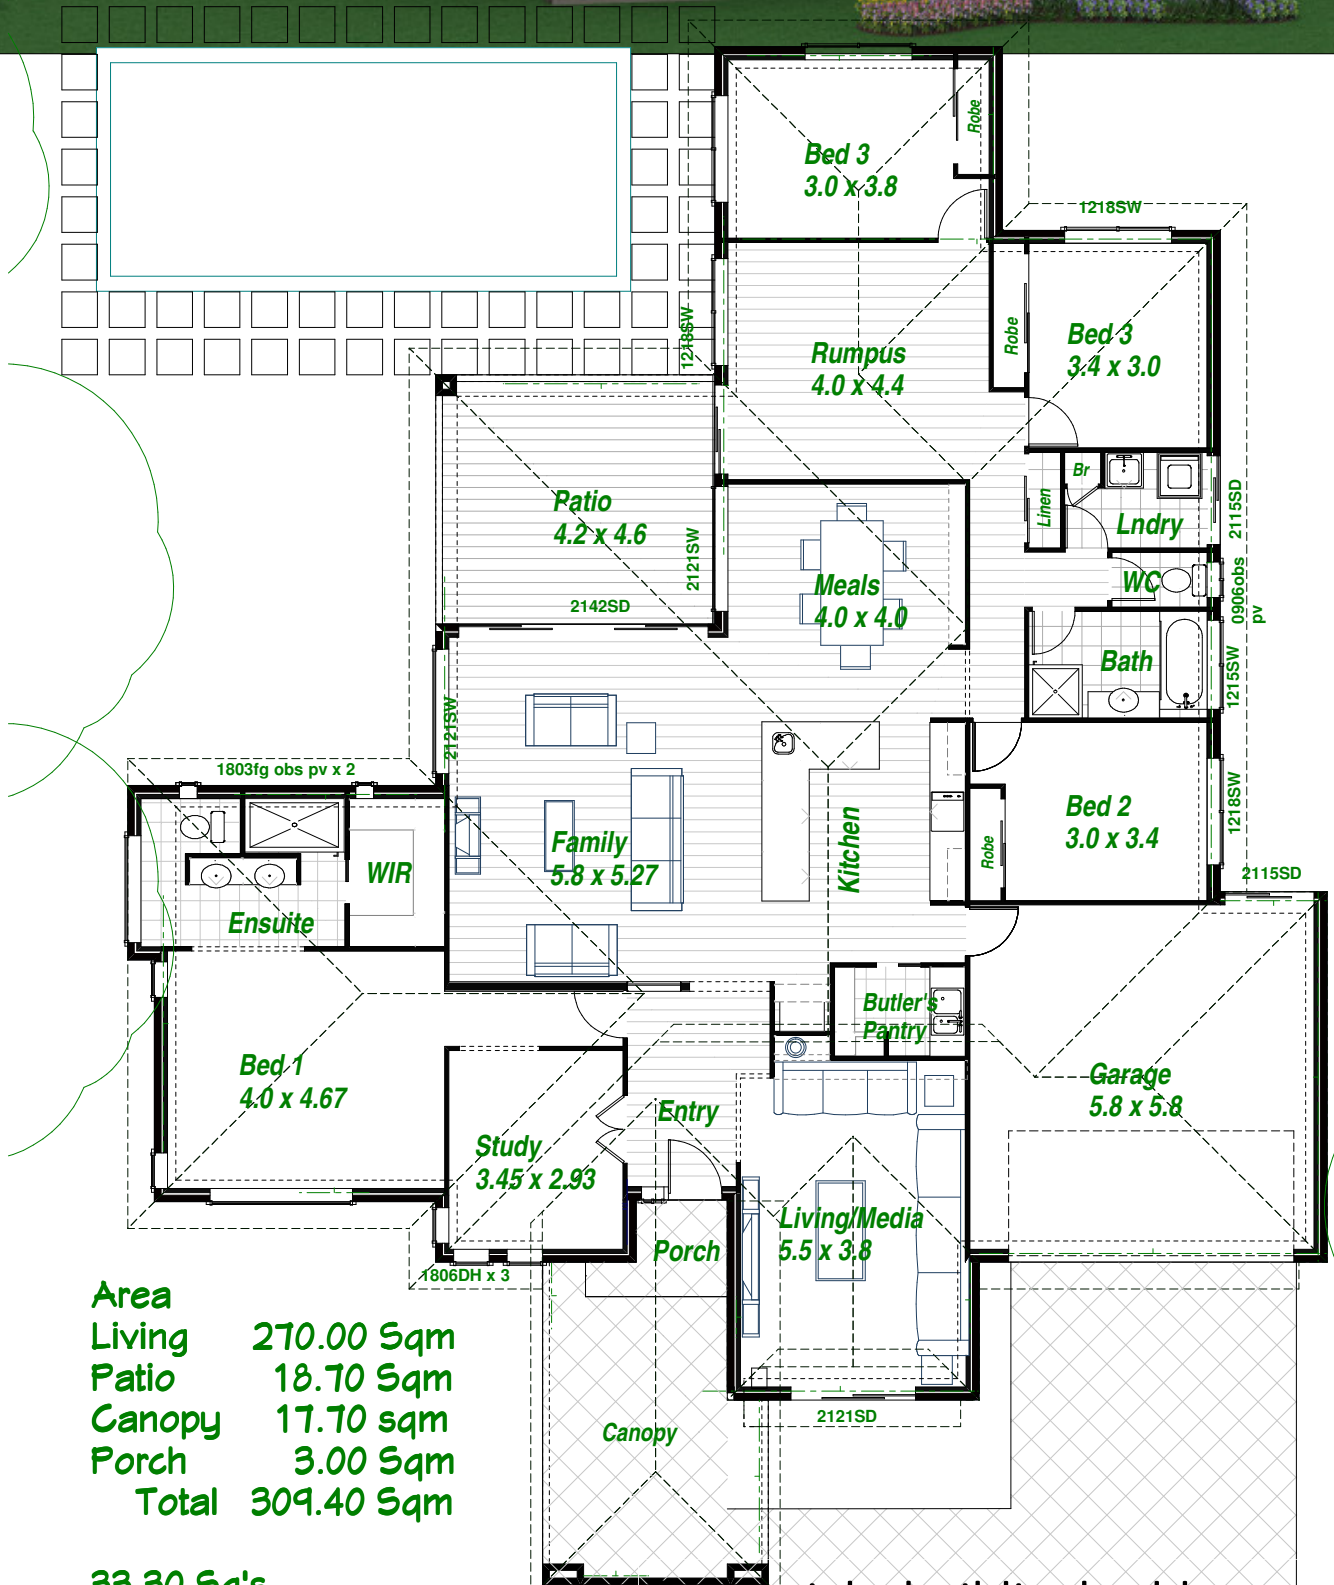 Bed 3
3.0 x 3.8
Robe
1218SW
1218SW
Rumpus
4.0 x 4.4
Robe
Bed 3
3.4 x 3.0
Patio
4.2 x 4.6
2142SD
2121SW
Meals
4.0 x 4.0
Linen
Br
Lndry
2115SD
WC
0906obs
pv
Bath
1215SW
2121SW
1803fg obs pv x 2
WIR
Ensuite
Family
5.8 x 5.27
Kitchen
Robe
Bed 2
3.0 x 3.4
1218SW
2115SD
Butler's
Pantry
Bed 1
4.0 x 4.67
Garage
5.8 x 5.8
Entry
Study
3.45 x 2.93
Living/Media
5.5 x 3.8
Porch
1806DH x 3
2121SD
Canopy
Area
Living 270.00 Sqm
Patio 18.70 Sqm
Canopy 17.70 sqm
Porch 3.00 Sqm
Total 309.40 Sqm
33.30 Sq's